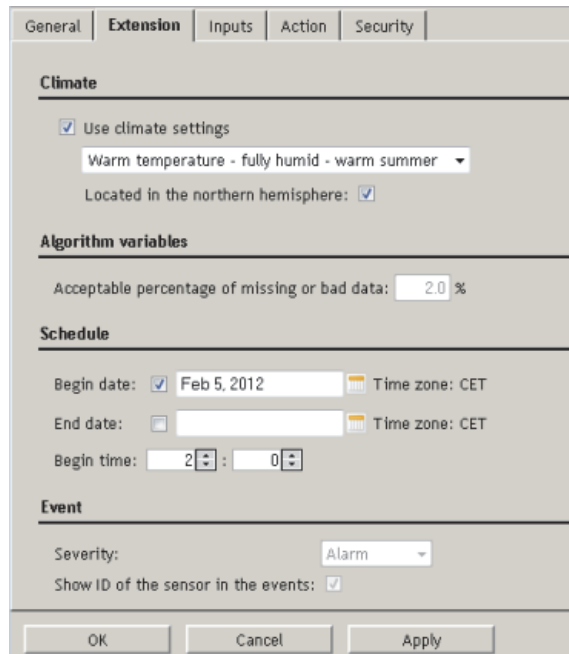 General Extension Inputs Action Security
Climate
Use climate settings
Warm temperature - fully humid - warm summer
Located in the northern hemisphere:
Algorithm variables
Acceptable percentage of missing or bad data: 2.0 %
Schedule
Begin date: Feb 5, 2012 Time zone: CET
End date: Time zone: CET
Begin time: 2 : 0
Event
Severity: Alarm
Show ID of the sensor in the events:
OK Cancel Apply